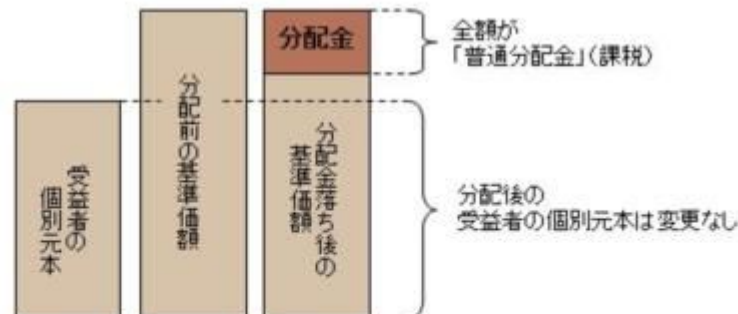 分配金
全額が
「普通分配金」(課税)
受益者の
個別元本
分配前の基準価額
分配金落ち後の
基準価額
分配後の
受益者の個別元本は変更なし